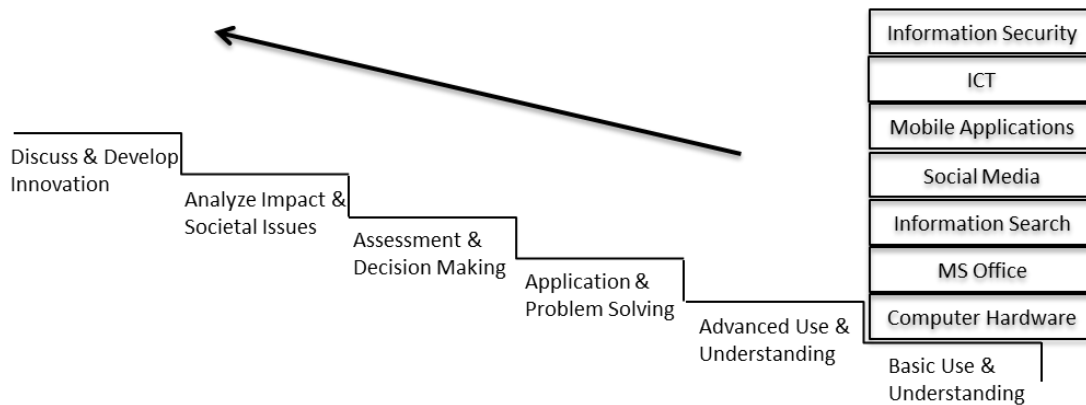 Information Security
ICT
Mobile Applications
Social Media
Information Search
MS Office
Computer Hardware
Discuss & Develop
Innovation
Analyze Impact &
Societal Issues
Assessment &
Decision Making
Application &
Problem Solving
Advanced Use &
Understanding
Basic Use &
Understanding